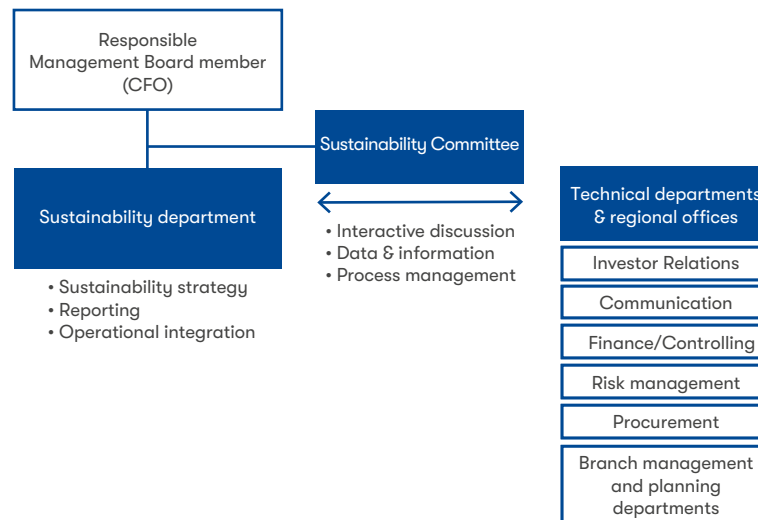 Responsible
Management Board member
(CFO)
Sustainability Committee
Sustainability department
• Interactive discussion
• Data & information
• Process management
• Sustainability strategy
• Reporting
• Operational integration
Technical departments
& regional offices
Investor Relations
Communication
Finance/Controlling
Risk management
Procurement
Branch management
and planning
departments